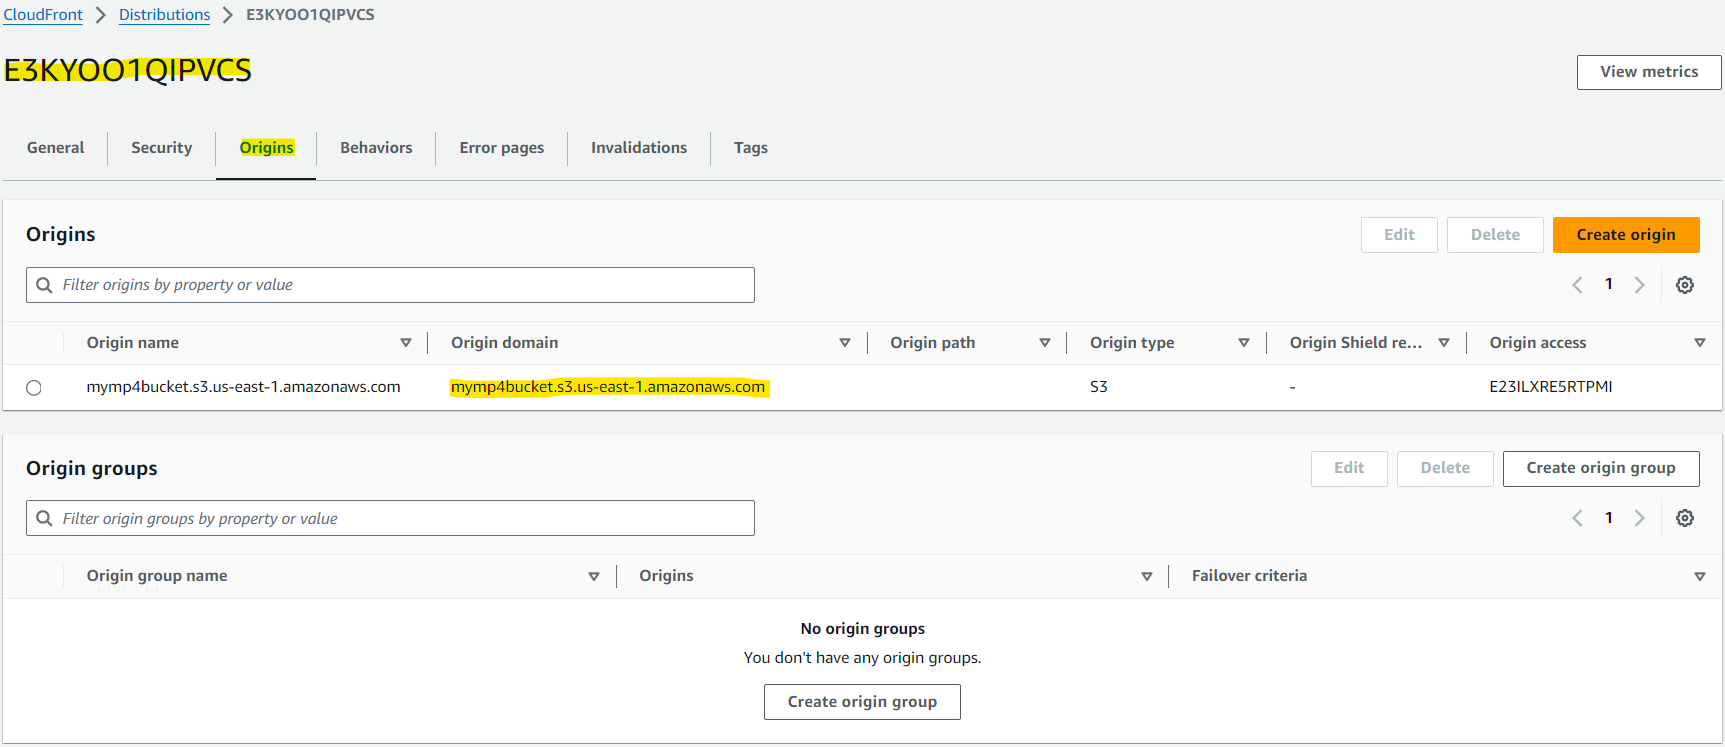 CloudFront > Distributions > E3KYOO1QIPVCS
E3KYOO1QIPVCS
View metrics
General Security Origins Behaviors Error pages Invalidations Tags
Origins
Edit Delete Create origin
Filter origins by property or value
1
Origin name Origin domain Origin path Origin type Origin Shield re... Origin access
mymp4bucket.s3.us-east-1.amazonaws.com mymp4bucket.s3.us-east-1.amazonaws.com S3 - E23ILXRE5RTPMI
Origin groups
Edit Delete Create origin group
Filter origin groups by property or value
1
Origin group name Origins Failover criteria
No origin groups
You don't have any origin groups.
Create origin group